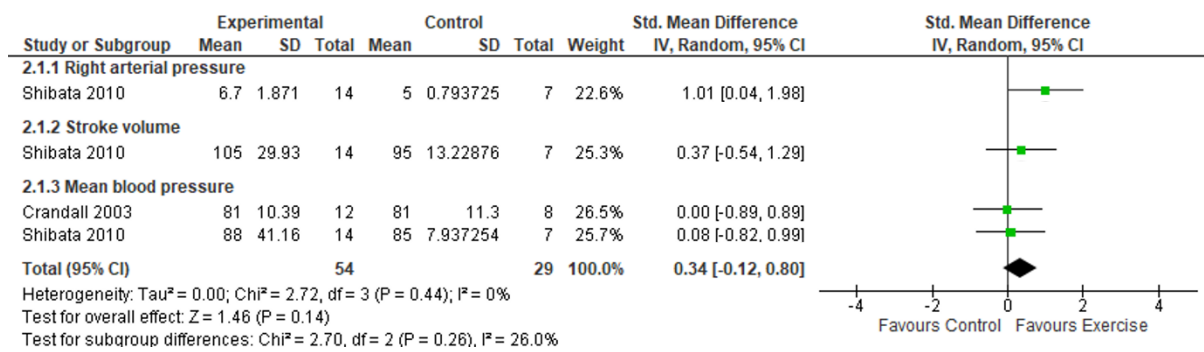 Experimental Control Std. Mean Difference Std. Mean Difference
Study or Subgroup Mean SD Total Mean SD Total Weight IV, Random, 95% CI IV, Random, 95% CI
2.1.1 Right arterial pressure
Shibata 2010 6.7 1.871 14 5 0.793725 7 22.6% 1.01 [0.04, 1.98]
2.1.2 Stroke volume
Shibata 2010 105 29.93 14 95 13.22876 7 25.3% 0.37 [-0.54, 1.29]
2.1.3 Mean blood pressure
Crandall 2003 81 10.39 12 81 11.3 8 26.5% 0.00 [-0.89, 0.89]
Shibata 2010 88 41.16 14 85 7.937254 7 25.7% 0.08 [-0.82, 0.99]
Total (95% CI) 54 29 100.0% 0.34 [-0.12, 0.80]
Heterogeneity: Tau² = 0.00; Chi² = 2.72, df = 3 (P = 0.44); I² = 0%
Test for overall effect: Z = 1.46 (P = 0.14)
Test for subgroup differences: Chi² = 2.70, df = 2 (P = 0.26), I² = 26.0%
-4 -2 0 2 4
Favours Control Favours Exercise